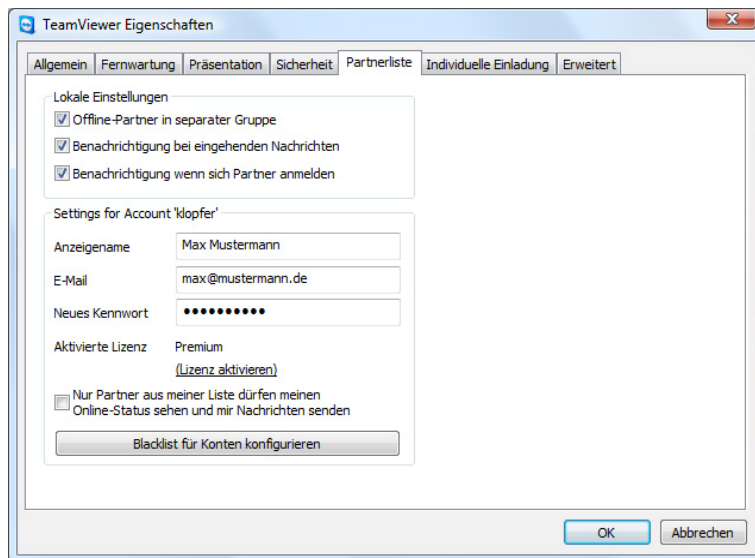 TeamViewer Eigenschaften
Allgemein Fernwartung Präsentation Sicherheit Partnerliste Individuelle Einladung Erweitert
Lokale Einstellungen
Offline-Partner in separater Gruppe
Benachrichtigung bei eingehenden Nachrichten
Benachrichtigung wenn sich Partner anmelden
Settings for Account 'klopfer'
Anzeigename Max Mustermann
E-Mail max@mustermann.de
Neues Kennwort ●●●●●●●●●●
Aktivierte Lizenz Premium
(Lizenz aktivieren)
Nur Partner aus meiner Liste dürfen meinen
Online-Status sehen und mir Nachrichten senden
Blacklist für Konten konfigurieren
OK Abbrechen